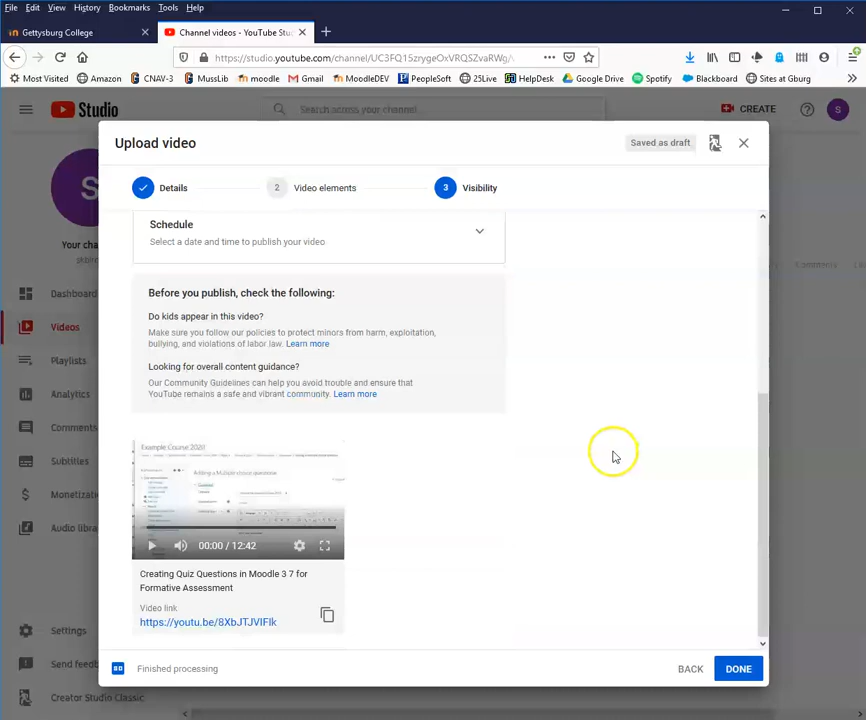 File Edit View History Bookmarks Tools Help
Gettysburg College
Channel videos - YouTube Stu
https://studio.youtube.com/channel/UC3FQ15zrygeOxVRQSZvaRWg/
Most Visited Amazon CNAV-3 MussLib moodle Gmail MoodleDEV PeopleSoft 25Live HelpDesk Google Drive Spotify Blackboard Sites at Gburg
Studio
Search across your channel
CREATE
S
Upload video
Saved as draft
Details
2 Video elements
3 Visibility
S
Your cha
Dashboard
Videos
Playlists
Analytics
Comments
Subtitles
Monetizatio
Audio libra
Settings
Send feedb
Creator Studio Classic
Comments
Schedule
Select a date and time to publish your video
Before you publish, check the following:
Do kids appear in this video?
Make sure you follow our policies to protect minors from harm, exploitation,
bullying, and violations of labor law. Learn more
Looking for overall content guidance?
Our Community Guidelines can help you avoid trouble and ensure that
YouTube remains a safe and vibrant community. Learn more
Example Course 2020
00:00 / 12:42
Creating Quiz Questions in Moodle 3 7 for
Formative Assessment
Video link
https://youtu.be/8XbJTJVIFIk
Finished processing
BACK
DONE